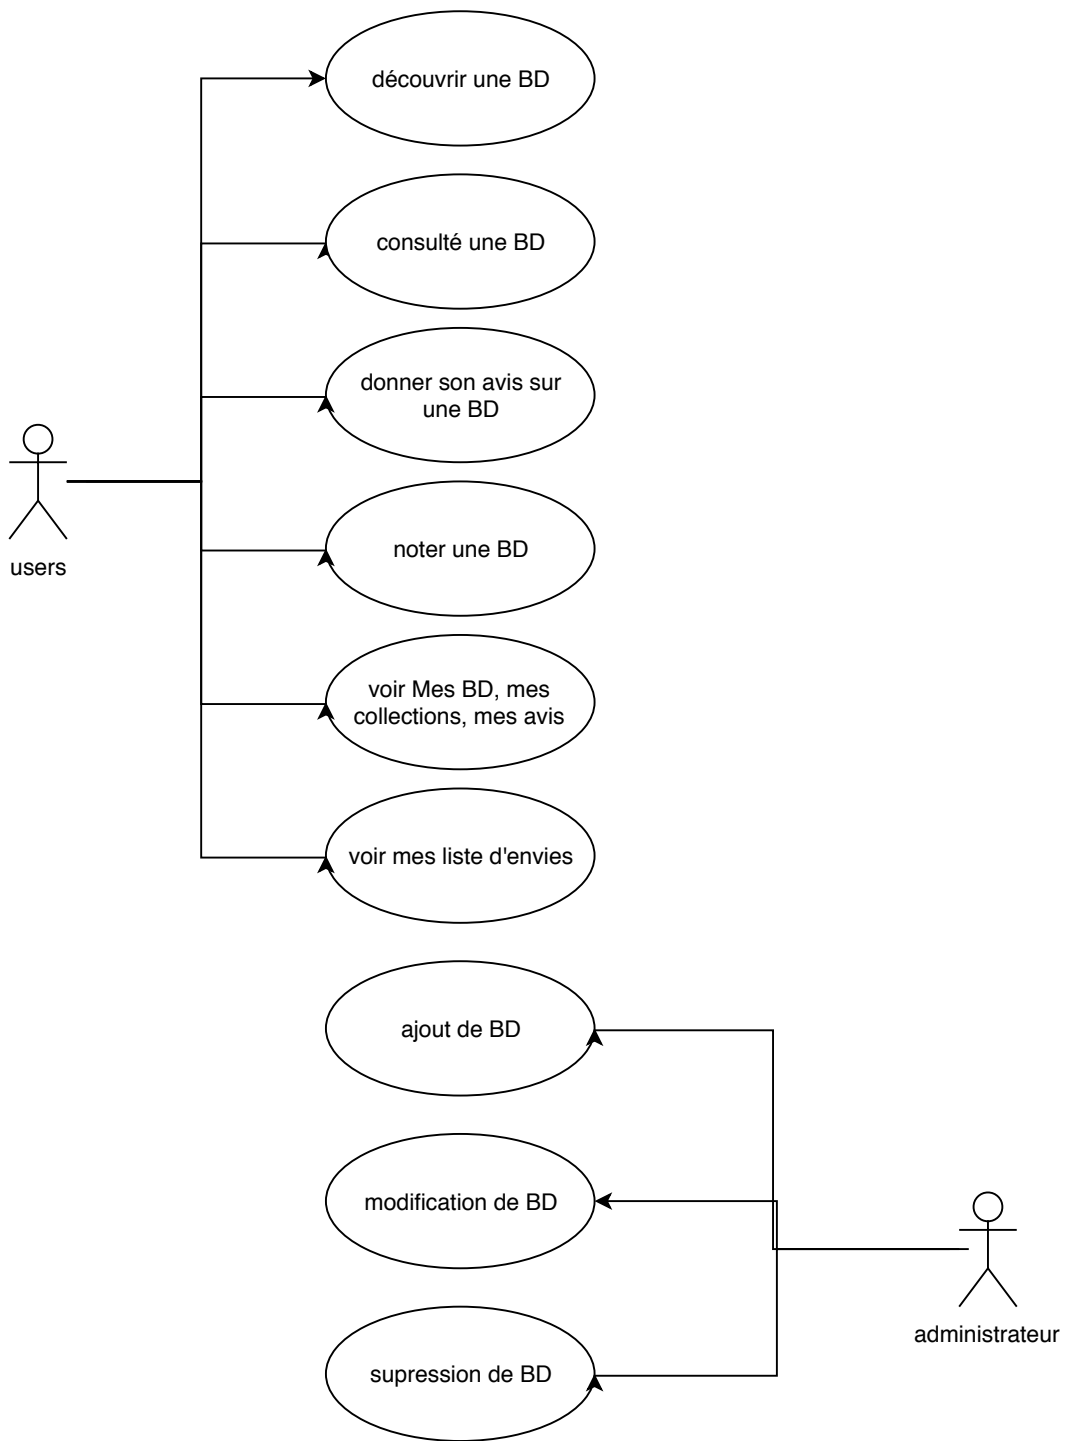 découvrir une BD
consulté une BD
donner son avis sur
une BD
users
noter une BD
voir Mes BD, mes
collections, mes avis
voir mes liste d'envies
ajout de BD
modification de BD
administrateur
supression de BD